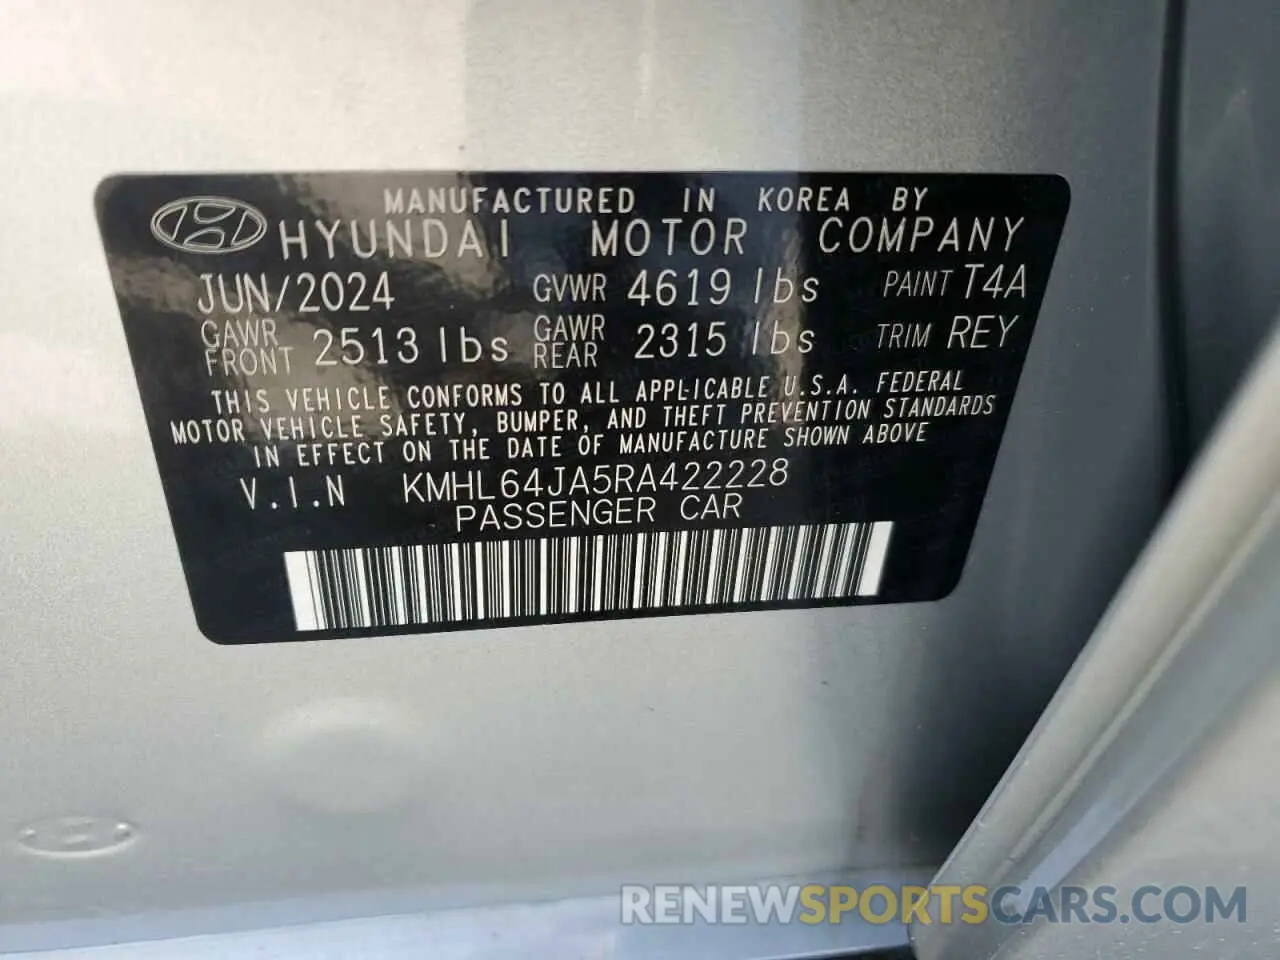 MANUFACTURED IN KOREA BY
HYUNDAI MOTOR COMPANY
JUN/2024 GVWR 4619 lbs PAINT T4A
GAWR FRONT 2513 lbs GAWR REAR 2315 lbs TRIM REY
THIS VEHICLE CONFORMS TO ALL APPLICABLE U.S.A. FEDERAL
MOTOR VEHICLE SAFETY, BUMPER, AND THEFT PREVENTION STANDARDS
IN EFFECT ON THE DATE OF MANUFACTURE SHOWN ABOVE
V.I.N KMHL64JA5RA422228
PASSENGER CAR
RENEWSPORTSCARS.COM